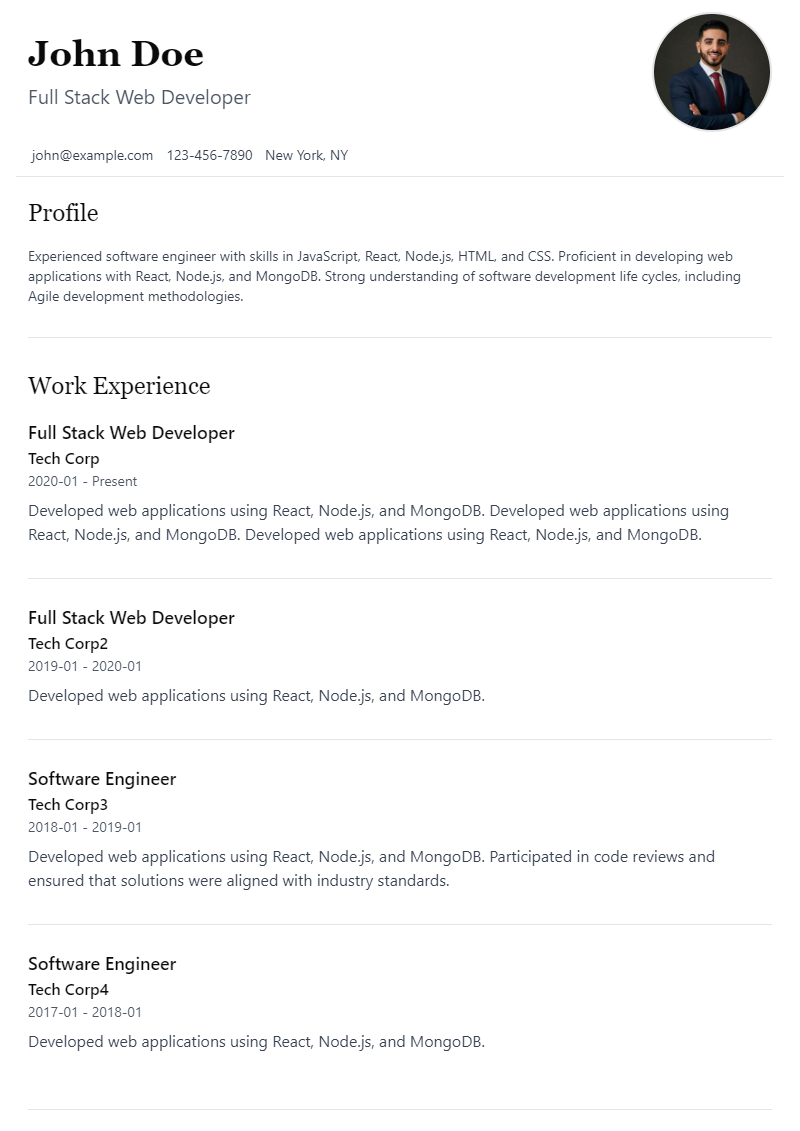 John Doe
Full Stack Web Developer
john@example.com 123-456-7890 New York, NY
Profile
Experienced software engineer with skills in JavaScript, React, Node.js, HTML, and CSS. Proficient in developing web
applications with React, Node.js, and MongoDB. Strong understanding of software development life cycles, including
Agile development methodologies.
Work Experience
Full Stack Web Developer
Tech Corp
2020-01 - Present
Developed web applications using React, Node.js, and MongoDB. Developed web applications using
React, Node.js, and MongoDB. Developed web applications using React, Node.js, and MongoDB.
Full Stack Web Developer
Tech Corp2
2019-01 - 2020-01
Developed web applications using React, Node.js, and MongoDB.
Software Engineer
Tech Corp3
2018-01 - 2019-01
Developed web applications using React, Node.js, and MongoDB. Participated in code reviews and
ensured that solutions were aligned with industry standards.
Software Engineer
Tech Corp4
2017-01 - 2018-01
Developed web applications using React, Node.js, and MongoDB.